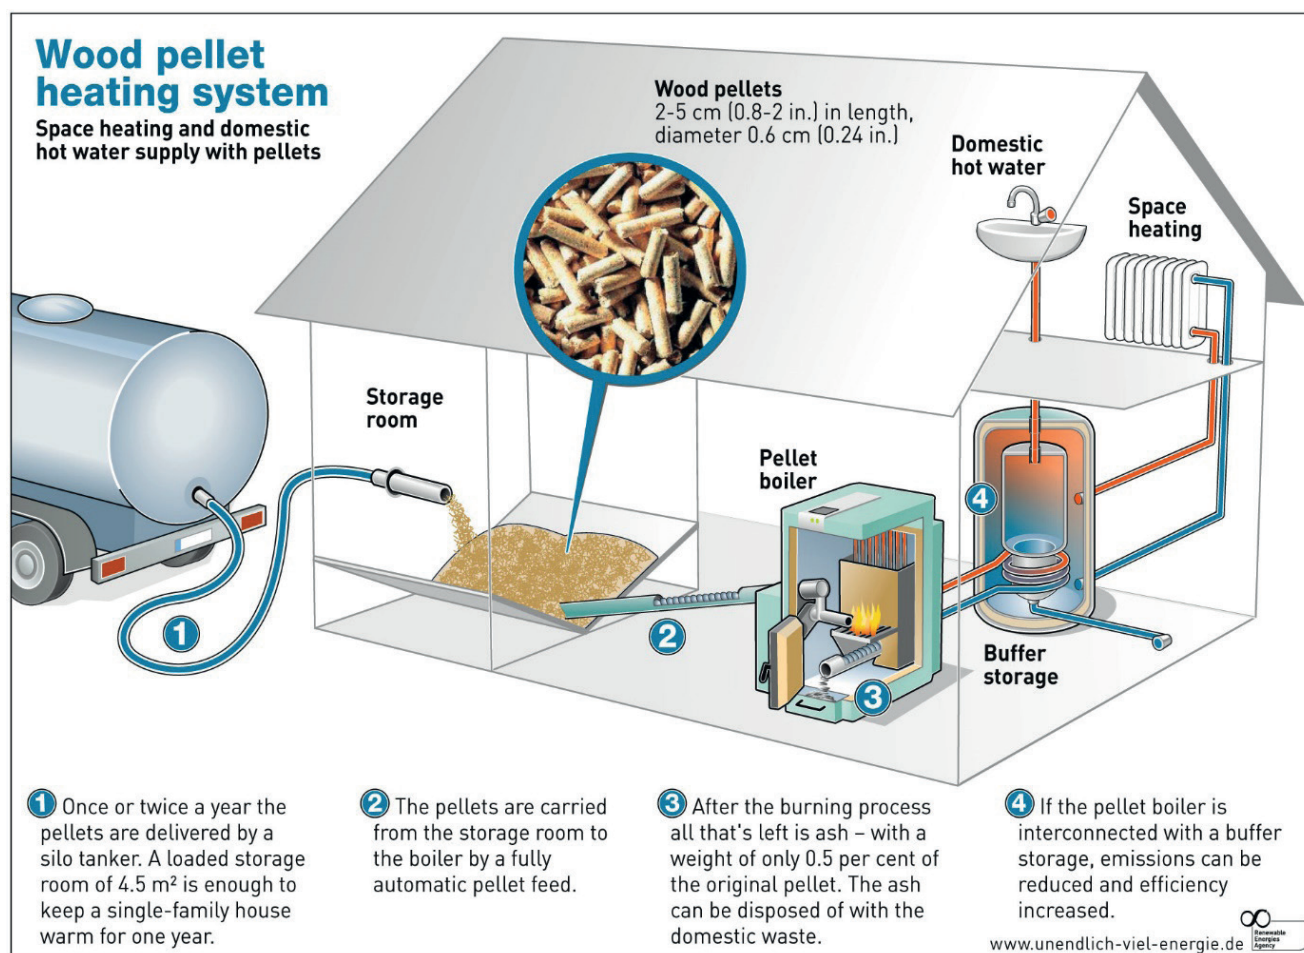 Wood pellet
heating system
Space heating and domestic
hot water supply with pellets
Wood pellets
2-5 cm (0.8-2 in.) in length,
diameter 0.6 cm (0.24 in.)
Domestic
hot water
Space
heating
Storage
room
Pellet
boiler
4
1
2
3
Buffer
storage
1 Once or twice a year the
pellets are delivered by a
silo tanker. A loaded storage
room of 4.5 m² is enough to
keep a single-family house
warm for one year.
2 The pellets are carried
from the storage room to
the boiler by a fully
automatic pellet feed.
3 After the burning process
all that's left is ash – with a
weight of only 0.5 per cent of
the original pellet. The ash
can be disposed of with the
domestic waste.
4 If the pellet boiler is
interconnected with a buffer
storage, emissions can be
reduced and efficiency
increased.
www.unendlich-viel-energie.de
Renewable
Energies
Agency